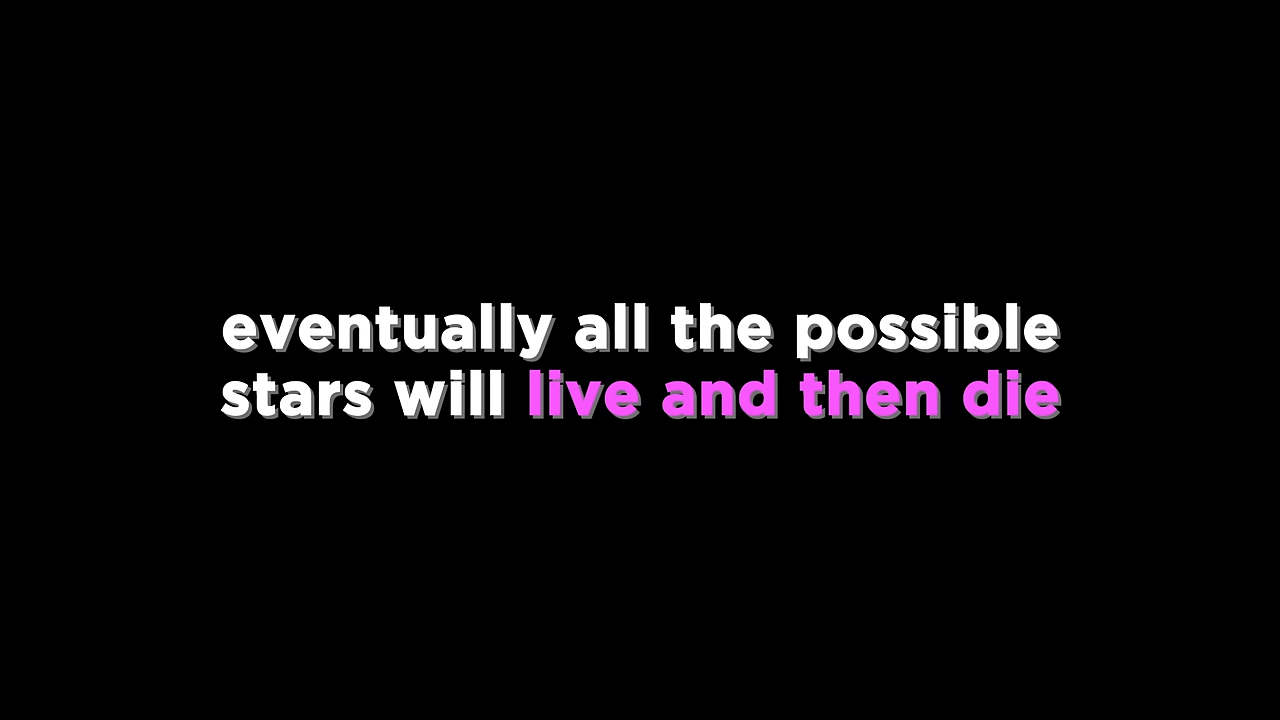 eventually all the possible
stars will live and then die